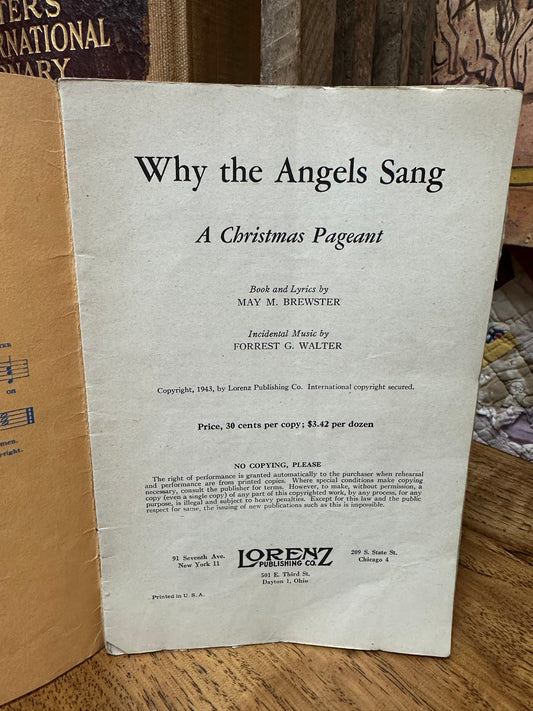 TER'S
RNATIONAL
ONARY
Why the Angels Sang
A Christmas Pageant
Book and Lyrics by
MAY M. BREWSTER
Incidental Music by
FORREST G. WALTER
Copyright, 1943, by Lorenz Publishing Co. International copyright secured.
Price, 30 cents per copy; $3.42 per dozen
NO COPYING, PLEASE
The right of performance is granted automatically to the purchaser when rehearsal
and performance are from printed copies. Where special conditions make copying
necessary, consult the publisher for terms. However, to make, without permission, a
copy (even a single copy) of any part of this copyrighted work, by any process, for any
purpose, is illegal and subject to heavy penalties. Except for this law and the public
respect for same, the issuing of new publications such as this is impossible.
91 Seventh Ave.
New York 11
LORENZ
PUBLISHING CO.
501 E. Third St.
Dayton 1, Ohio
209 S. State St.
Chicago 4
Printed in U. S. A.
TER
OR
men.
right.